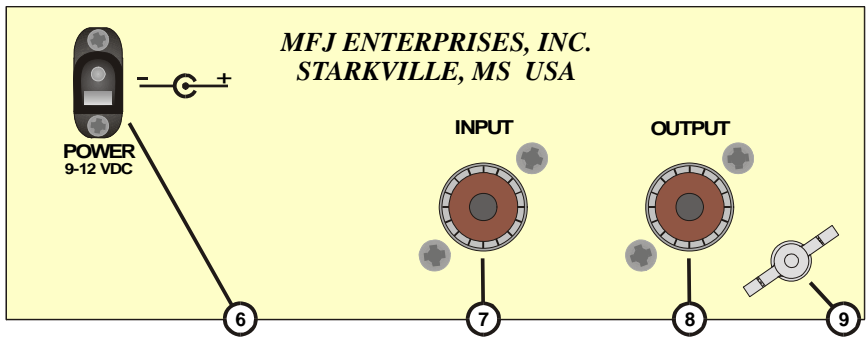 MFJ ENTERPRISES, INC.
STARKVILLE, MS USA
- +
POWER
9-12 VDC
INPUT
OUTPUT
6
7
8
9